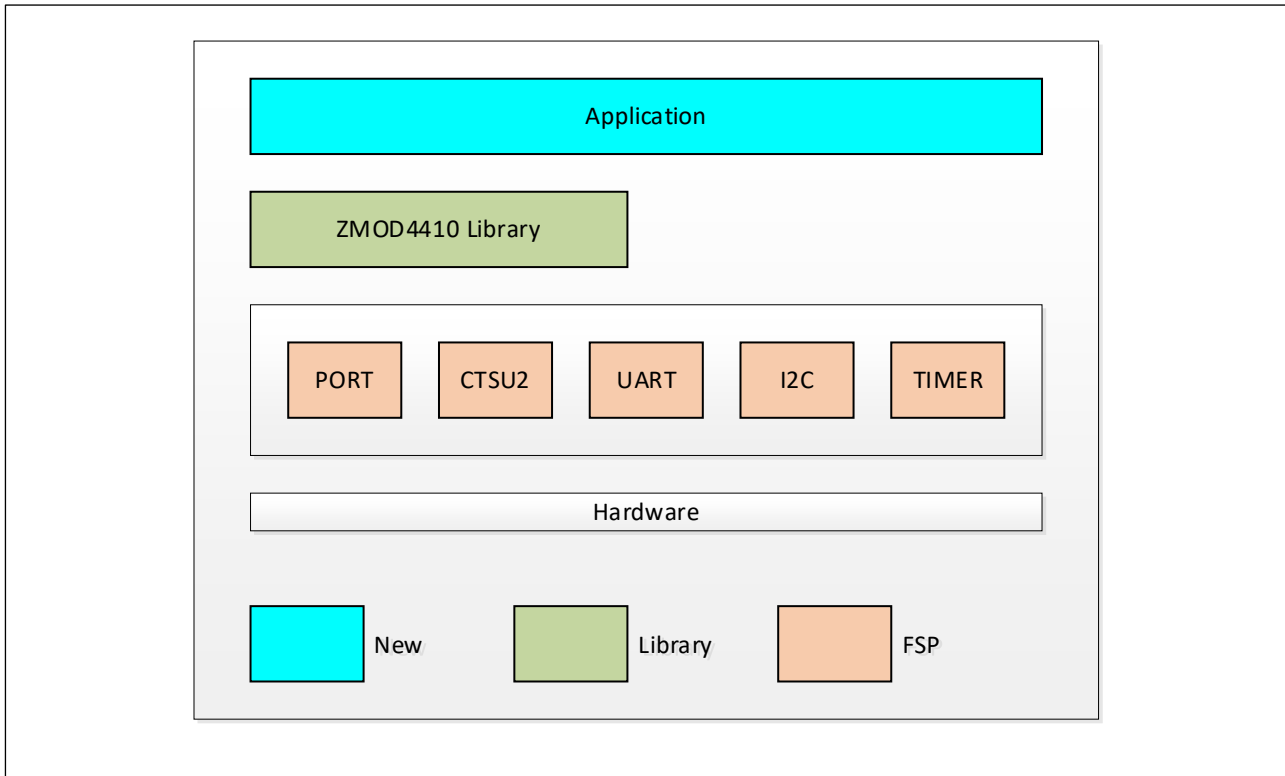 Application
ZMOD4410 Library
PORT CTSU2 UART I2C TIMER
Hardware
New Library FSP